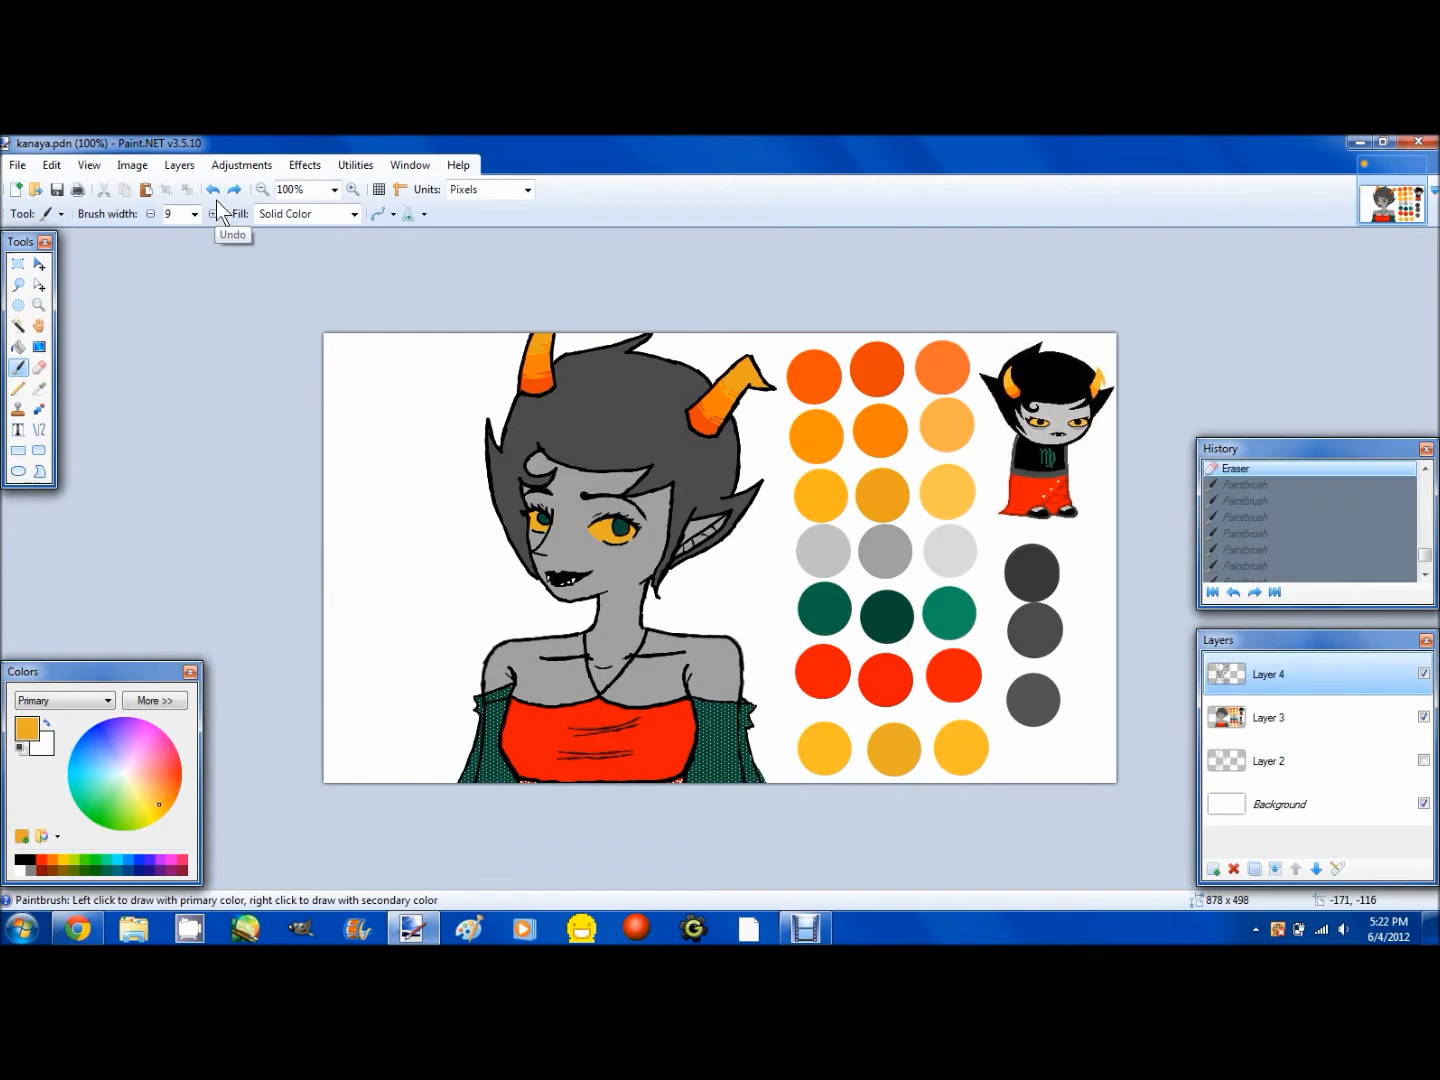 kanaya.pdn (100%) - Paint.NET v3.5.10
File Edit View Image Layers Adjustments Effects Utilities Window Help
100% Units: Pixels
Tool: Brush width: 9 Fill: Solid Color
Undo
Tools
History
Eraser
Paintbrush
Paintbrush
Paintbrush
Paintbrush
Paintbrush
Paintbrush
Layers
Layer 4
Layer 3
Layer 2
Background
Colors
Primary More >>
Paintbrush: Left click to draw with primary color, right click to draw with secondary color
878 x 498 -171, -116
5:22 PM
6/4/2012